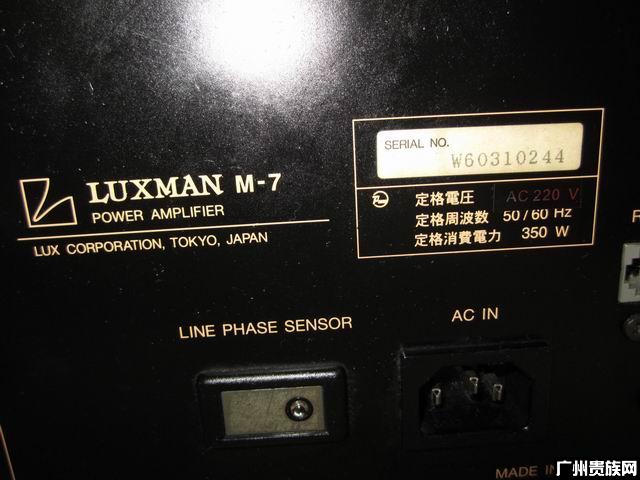 LUXMAN M-7
POWER AMPLIFIER
LUX CORPORATION, TOKYO, JAPAN
SERIAL NO.
W60310244
定格電圧 AC 220 V
定格周波数 50/60 Hz
定格消費電力 350 W
LINE PHASE SENSOR
AC IN
MADE IN
广州贵族网